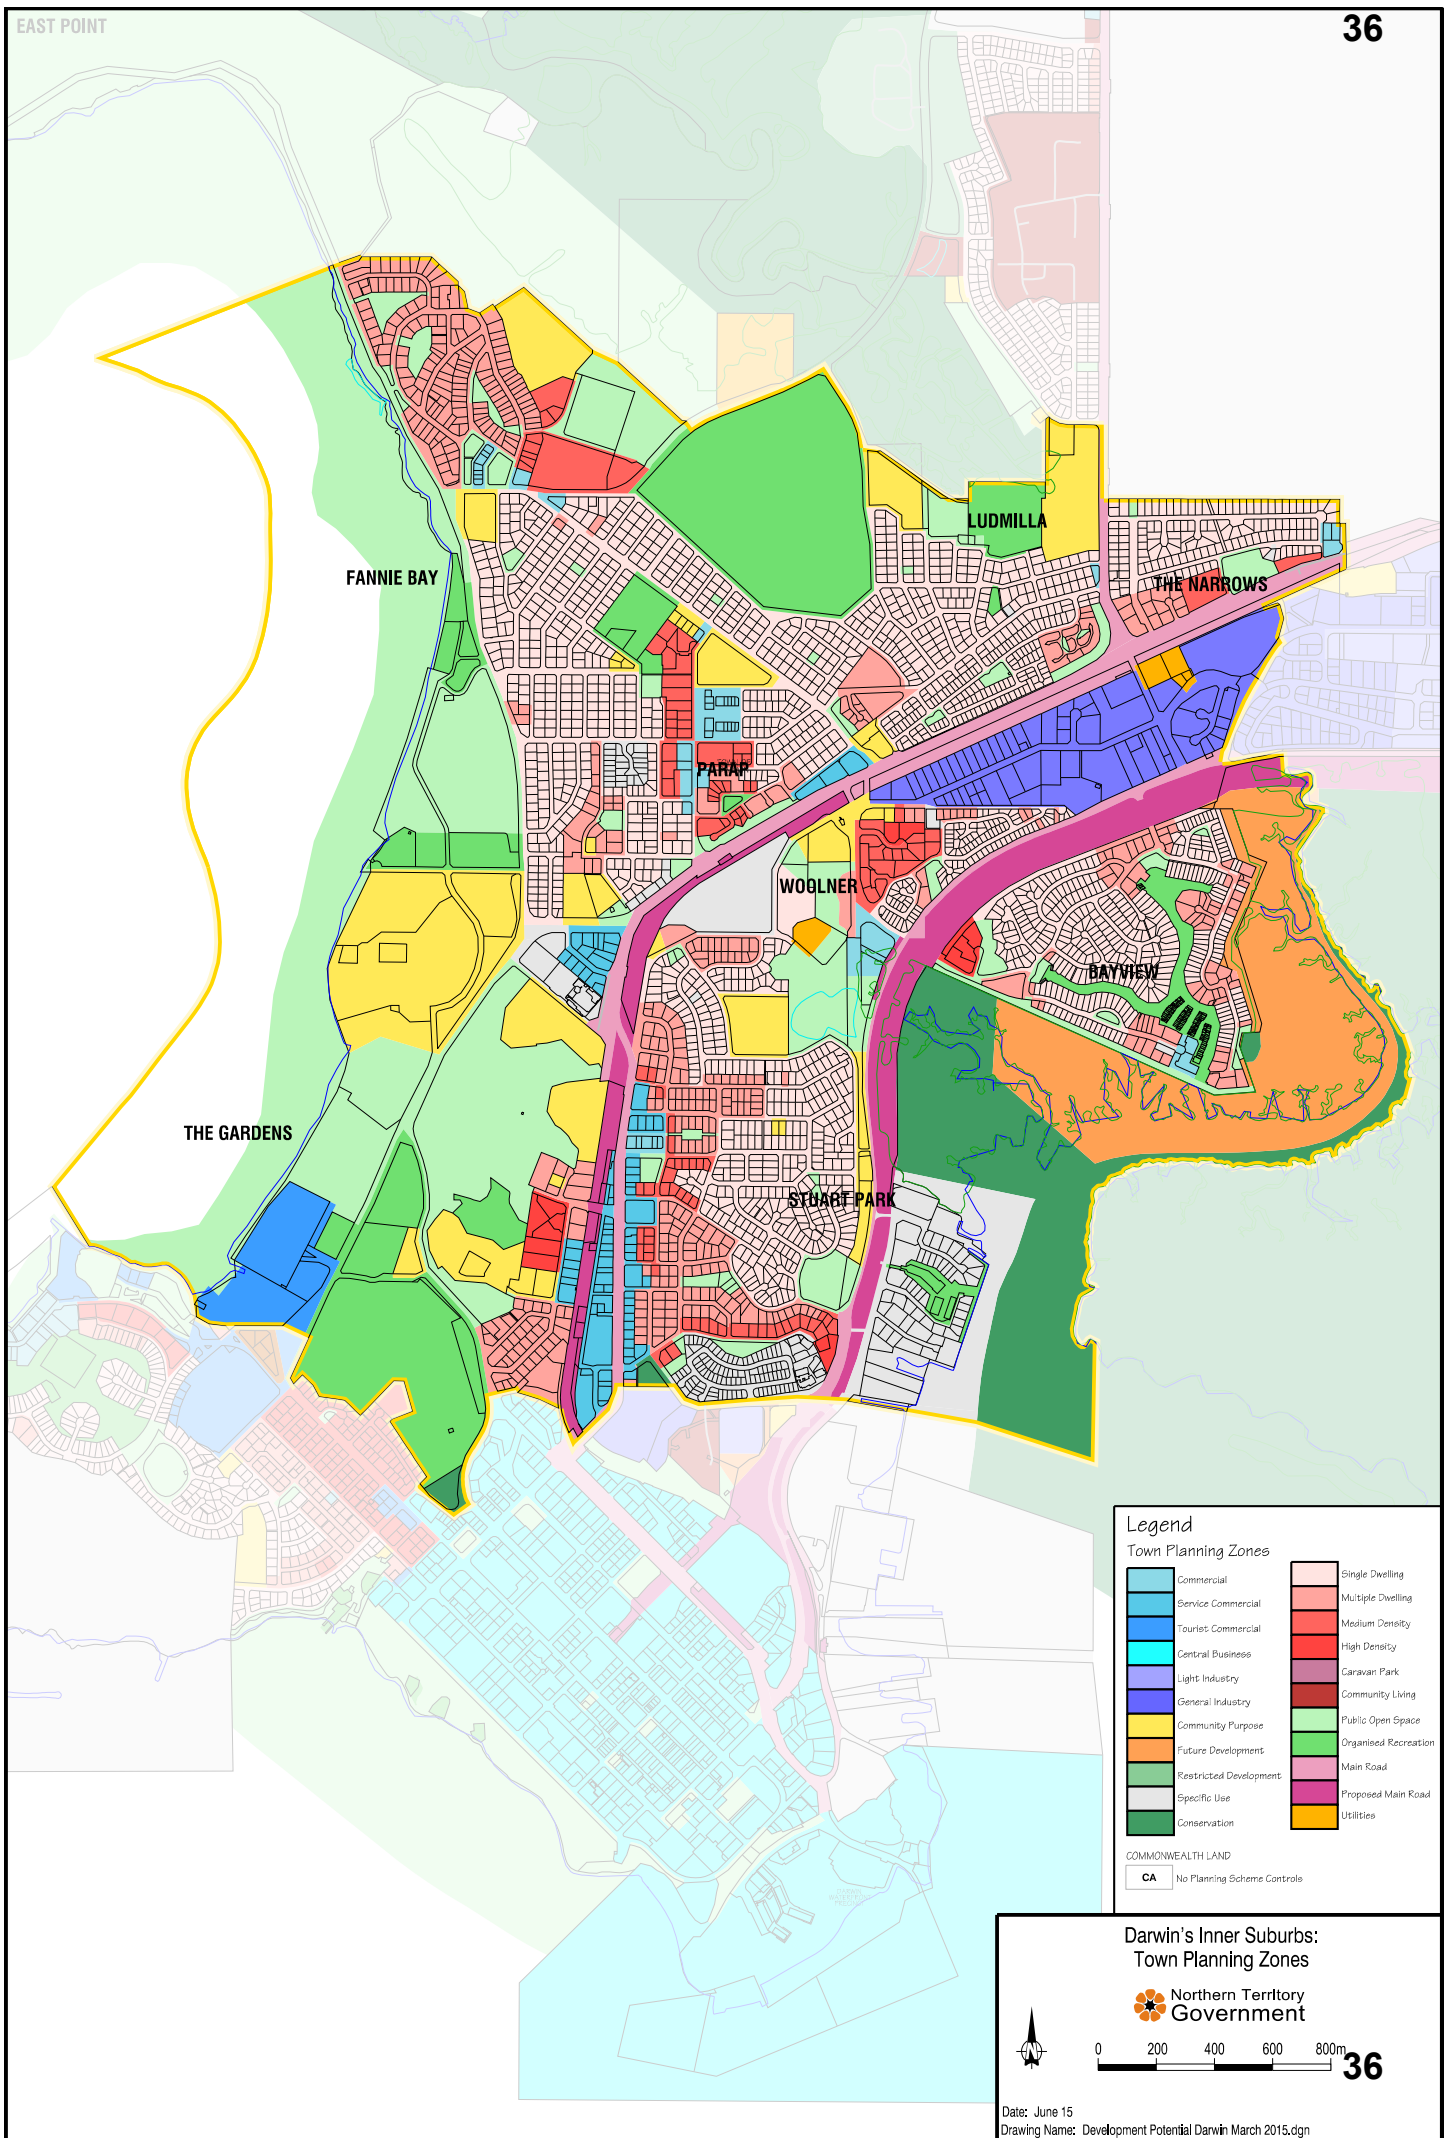 EAST POINT
36
LUDMILLA
FANNIE BAY
THE NARROWS
PARAP
WOOLNER
BAYVIEW
THE GARDENS
STUART PARK
Legend
Town Planning Zones
Commercial
Service Commercial
Tourist Commercial
Central Business
Light Industry
General Industry
Community Purpose
Future Development
Restricted Development
Specific Use
Conservation
Single Dwelling
Multiple Dwelling
Medium Density
High Density
Caravan Park
Community Living
Public Open Space
Organised Recreation
Main Road
Proposed Main Road
Utilities
COMMONWEALTH LAND
CA No Planning Scheme Controls
Darwin's Inner Suburbs:
Town Planning Zones
Northern Territory
Government
N
0 200 400 600 800m
36
Date: June 15
Drawing Name: Development Potential Darwin March 2015.dgn